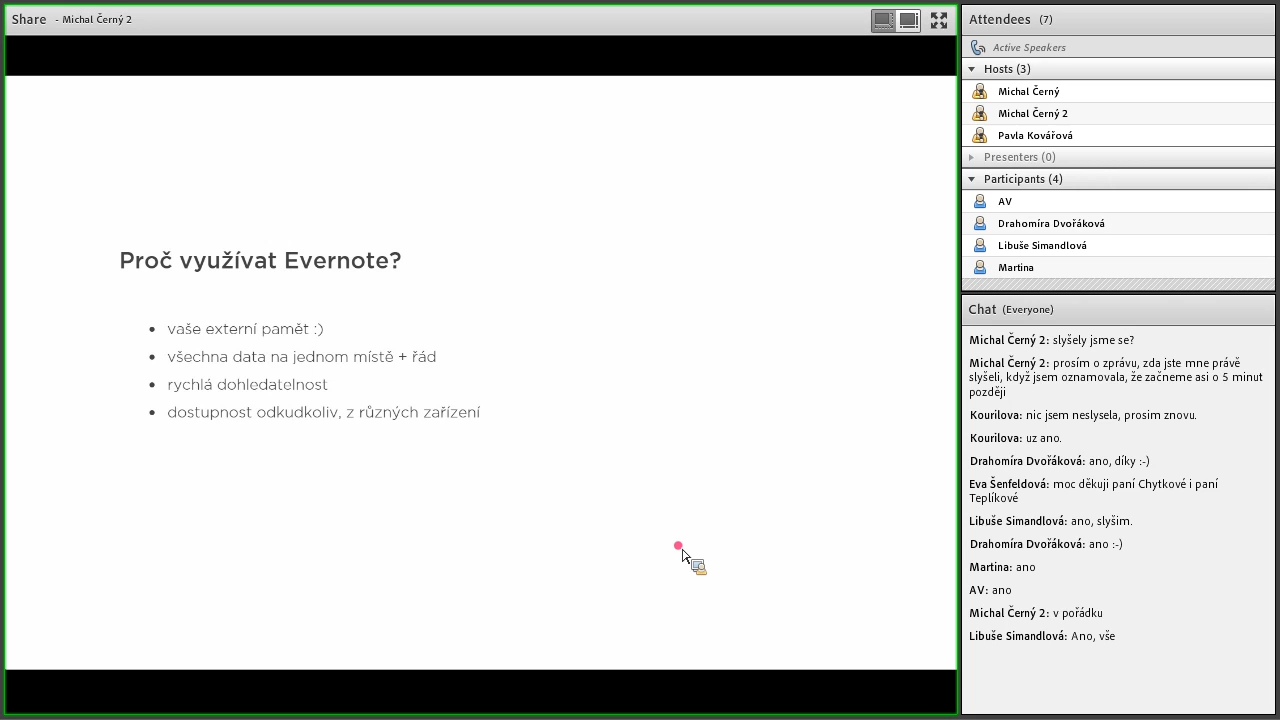 Share - Michal Černý 2
Proč využívat Evernote?
• vaše externí pamět :)
• všechna data na jednom místě + řád
• rychlá dohledatelnost
• dostupnost odkudkoliv, z různých zařízení
Attendees (7)
Active Speakers
Hosts (3)
Michal Černý
Michal Černý 2
Pavla Kovářová
Presenters (0)
Participants (4)
AV
Drahomíra Dvořáková
Libuše Simandlová
Martina
Chat (Everyone)
Michal Černý 2: slyšely jsme se?
Michal Černý 2: prosím o zprávu, zda jste mne právě
slyšeli, když jsem oznamovala, že začneme asi o 5 minut
později
Kourilova: nic jsem neslysela, prosim znovu.
Kourilova: uz ano.
Drahomíra Dvořáková: ano, díky :-)
Eva Šenfeldová: moc děkuji paní Chytkové i paní
Teplíkové
Libuše Simandlová: ano, slyšim.
Drahomíra Dvořáková: ano :-)
Martina: ano
AV: ano
Michal Černý 2: v pořádku
Libuše Simandlová: Ano, vše